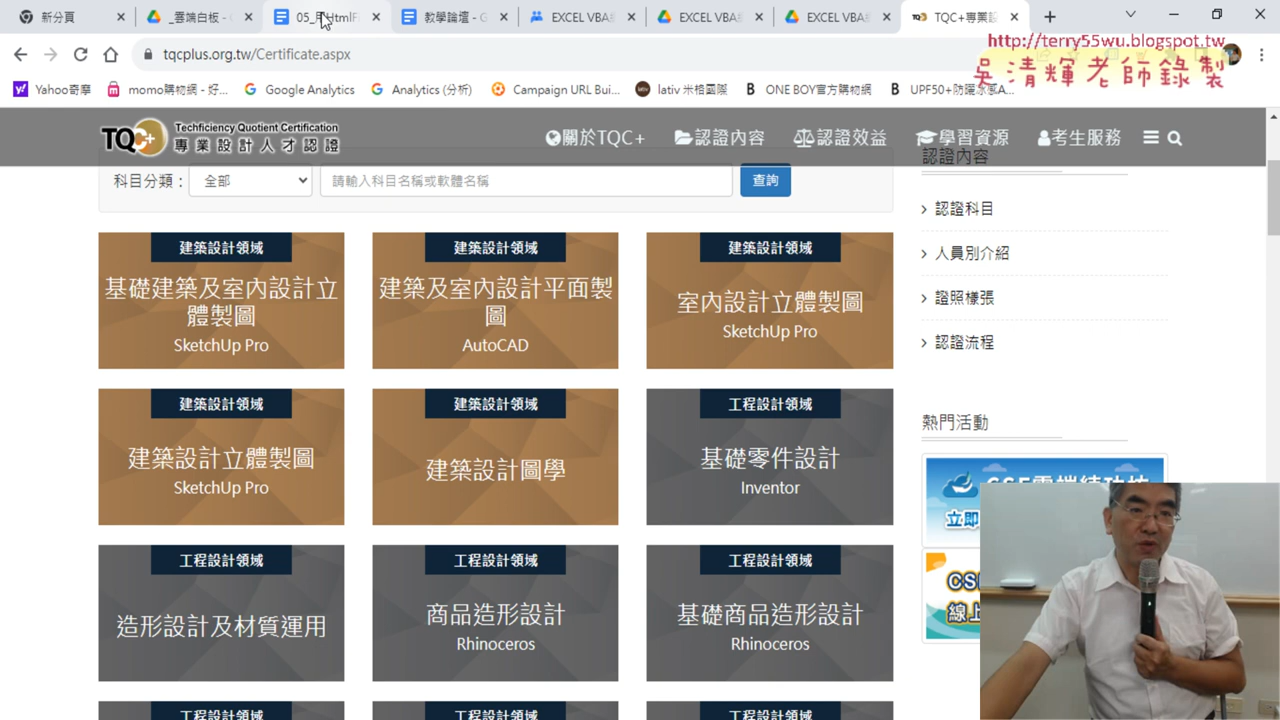 新分頁
_雲端白板 - G
05_用HtmlFi
教學論壇 - G
EXCEL VBA
EXCEL VBA
EXCEL VBA
TQC+專業設
tqcplus.org.tw/Certificate.aspx
http://terry55wu.blogspot.tw
吳清輝老師錄製
Yahoo奇摩
momo購物網 - 好...
Google Analytics
Analytics (分析)
Campaign URL Bui...
lativ 米格國際
ONE BOY官方購物網
UPF50+防曬冰感A...
TQC+
Techficiency Quotient Certification
專業設計人才認證
關於TQC+
認證內容
認證效益
學習資源
考生服務
科目分類：
全部
請輸入科目名稱或軟體名稱
查詢
認證內容
認證科目
人員別介紹
證照樣張
認證流程
熱門活動
建築設計領域
基礎建築及室內設計立
體製圖
SketchUp Pro
建築設計領域
建築及室內設計平面製
圖
AutoCAD
建築設計領域
室內設計立體製圖
SketchUp Pro
建築設計領域
建築設計立體製圖
SketchUp Pro
建築設計領域
建築設計圖學
工程設計領域
基礎零件設計
Inventor
工程設計領域
造形設計及材質運用
工程設計領域
商品造形設計
Rhinoceros
工程設計領域
基礎商品造形設計
Rhinoceros
工程設計領域
工程設計領域
工程設計領域
立即
CS
線上